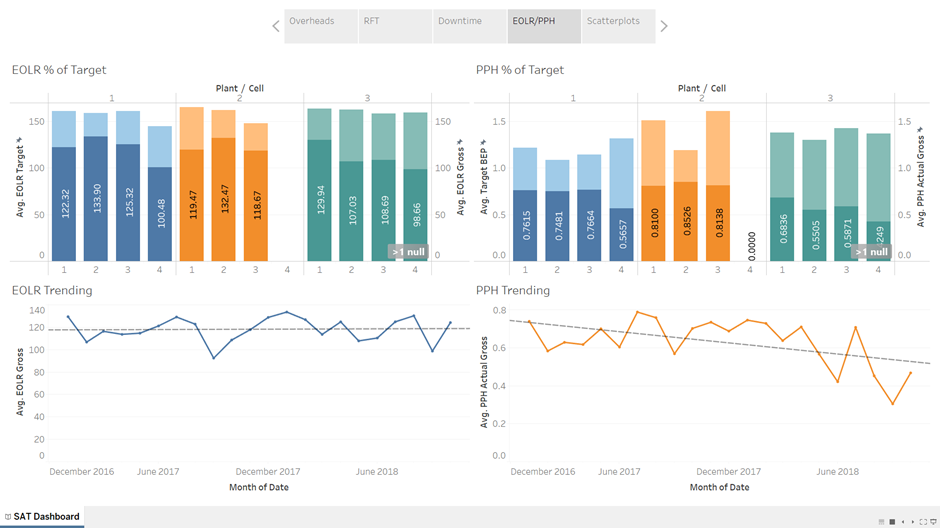 Overheads RFT Downtime EOLR/PPH Scatterplots
EOLR % of Target
Plant / Cell
1 2 3
Avg. EOLR Target
150
100
50
0
122.32 133.90 125.32 100.48 119.47 132.47 118.67 129.94 107.03 108.69 98.66
>1 null
150
100
50
0
Avg. EOLR Gross
1 2 3 4 1 2 3 4 1 2 3 4
PPH % of Target
Plant / Cell
1 2 3
Avg. Target BEP
1.5
1.0
0.5
0.0
0.7615 0.7481 0.7664 0.5657 0.8100 0.8526 0.8138 0.0000 0.6836 0.5505 0.5871
>1 null
1.5
1.0
0.5
0.0
Avg. PPH Actual Gross
1 2 3 4 1 2 3 4 1 2 3 4
EOLR Trending
Avg. EOLR Gross
140
120
100
80
60
40
20
0
December 2016 June 2017 December 2017 June 2018
Month of Date
PPH Trending
Avg. PPH Actual Gross
0.8
0.6
0.4
0.2
0.0
December 2016 June 2017 December 2017 June 2018
Month of Date
SAT Dashboard